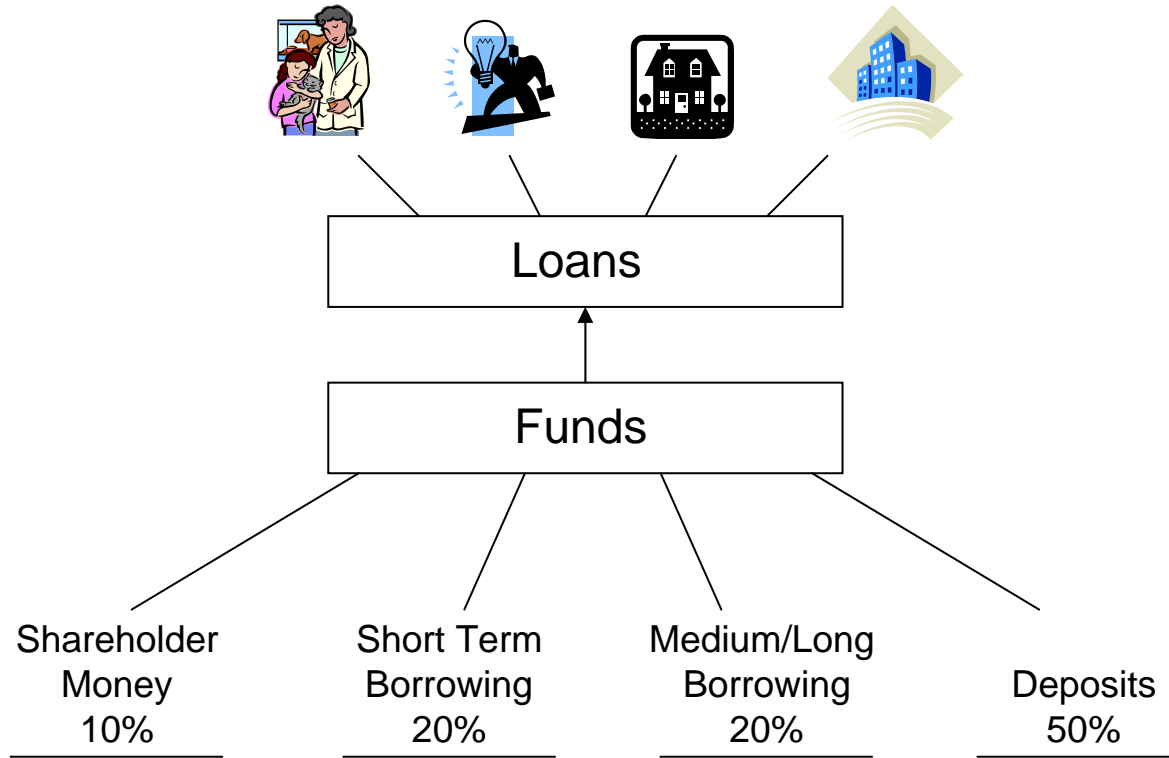 Loans
Funds
Shareholder
Money
10%
Short Term
Borrowing
20%
Medium/Long
Borrowing
20%
Deposits
50%